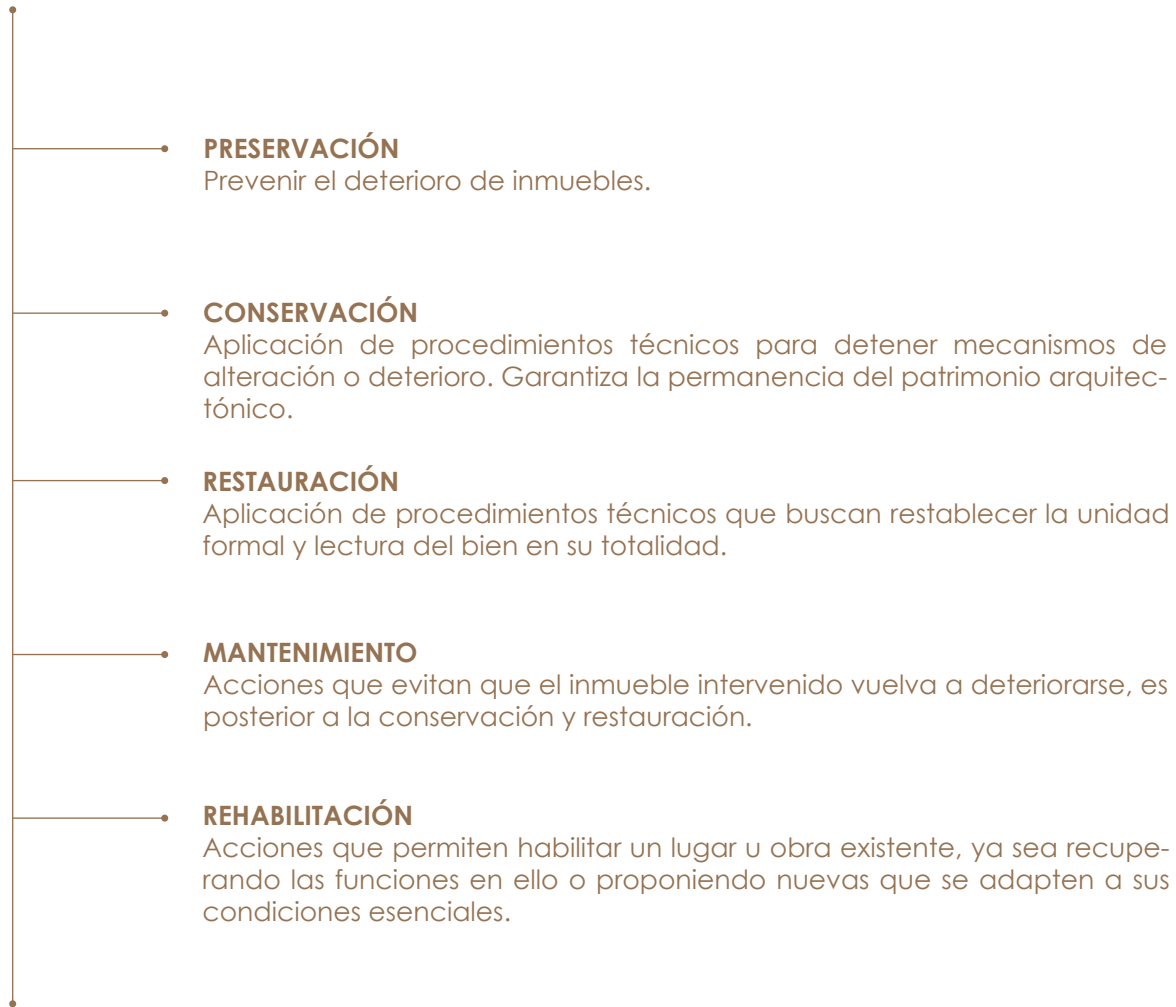 PRESERVACIÓN
Prevenir el deterioro de inmuebles.
CONSERVACIÓN
Aplicación de procedimientos técnicos para detener mecanismos de
alteración o deterioro. Garantiza la permanencia del patrimonio arquitec-
tónico.
RESTAURACIÓN
Aplicación de procedimientos técnicos que buscan restablecer la unidad
formal y lectura del bien en su totalidad.
MANTENIMIENTO
Acciones que evitan que el inmueble intervenido vuelva a deteriorarse, es
posterior a la conservación y restauración.
REHABILITACIÓN
Acciones que permiten habilitar un lugar u obra existente, ya sea recupe-
rando las funciones en ello o proponiendo nuevas que se adapten a sus
condiciones esenciales.